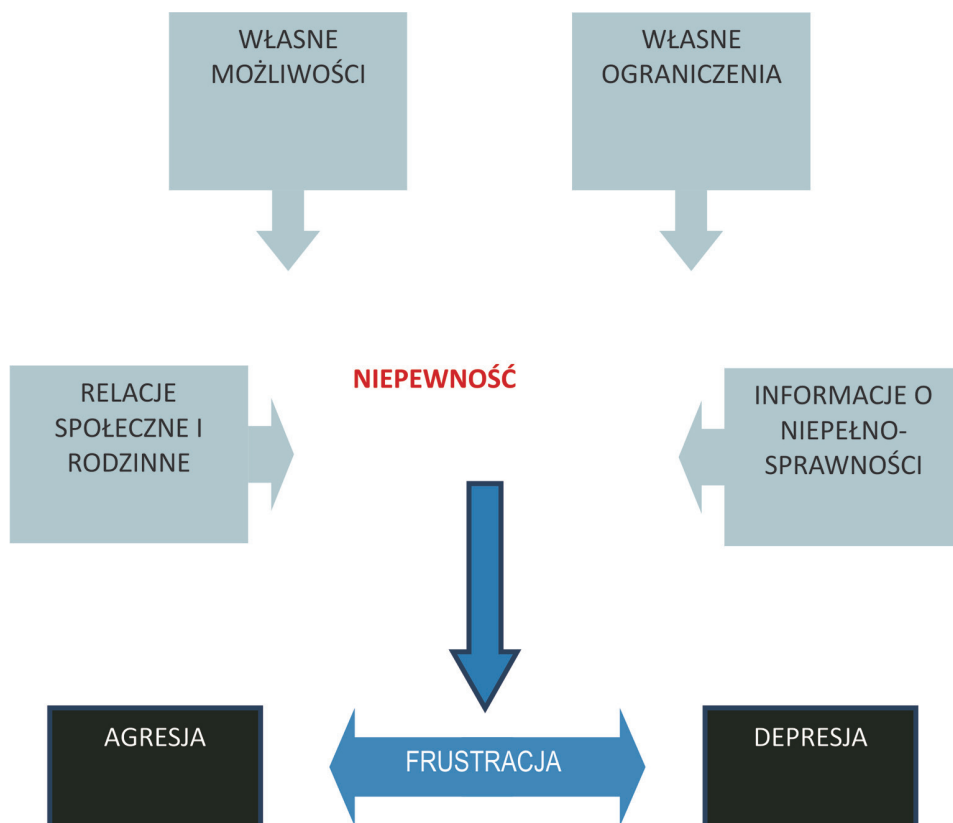 WŁASNE
MOŻLIWOŚCI
WŁASNE
OGRANICZENIA
NIEPEWNOŚĆ
RELACJE
SPOŁECZNE I
RODZINNE
INFORMACJE O
NIEPEŁNO-
SPRAWNOŚCI
AGRESJA
FRUSTRACJA
DEPRESJA